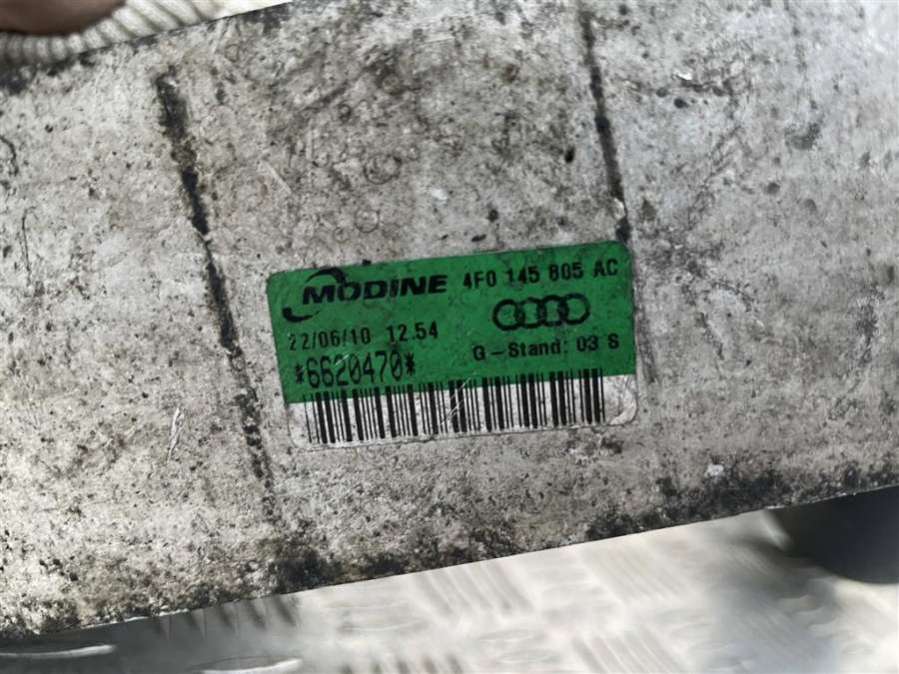 MODINE 4F0 145 805 AC
22/06/10 12.54
G-Stand: 03 S
*6620470*